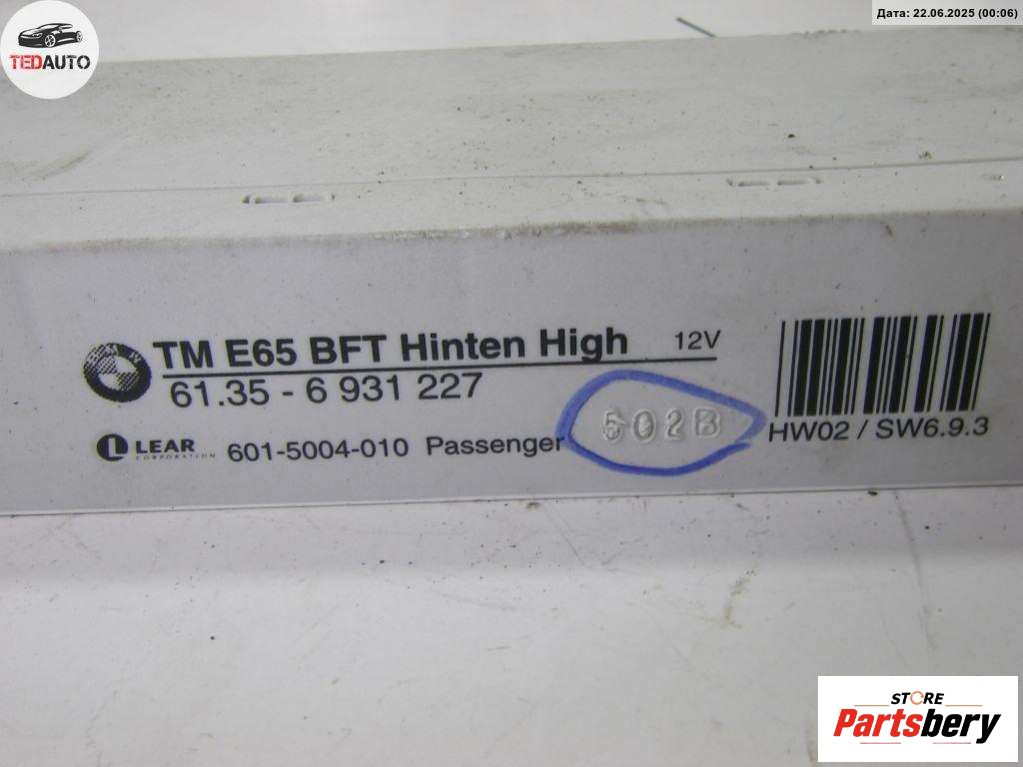 Дата: 22.06.2025 (00:06)
TEDAUTO
TM E65 BFT Hinten High 12V
61.35 - 6 931 227
LEAR
CORPORATION
601-5004-010 Passenger
502B
HW02 / SW6.9.3
STORE
Partsbery